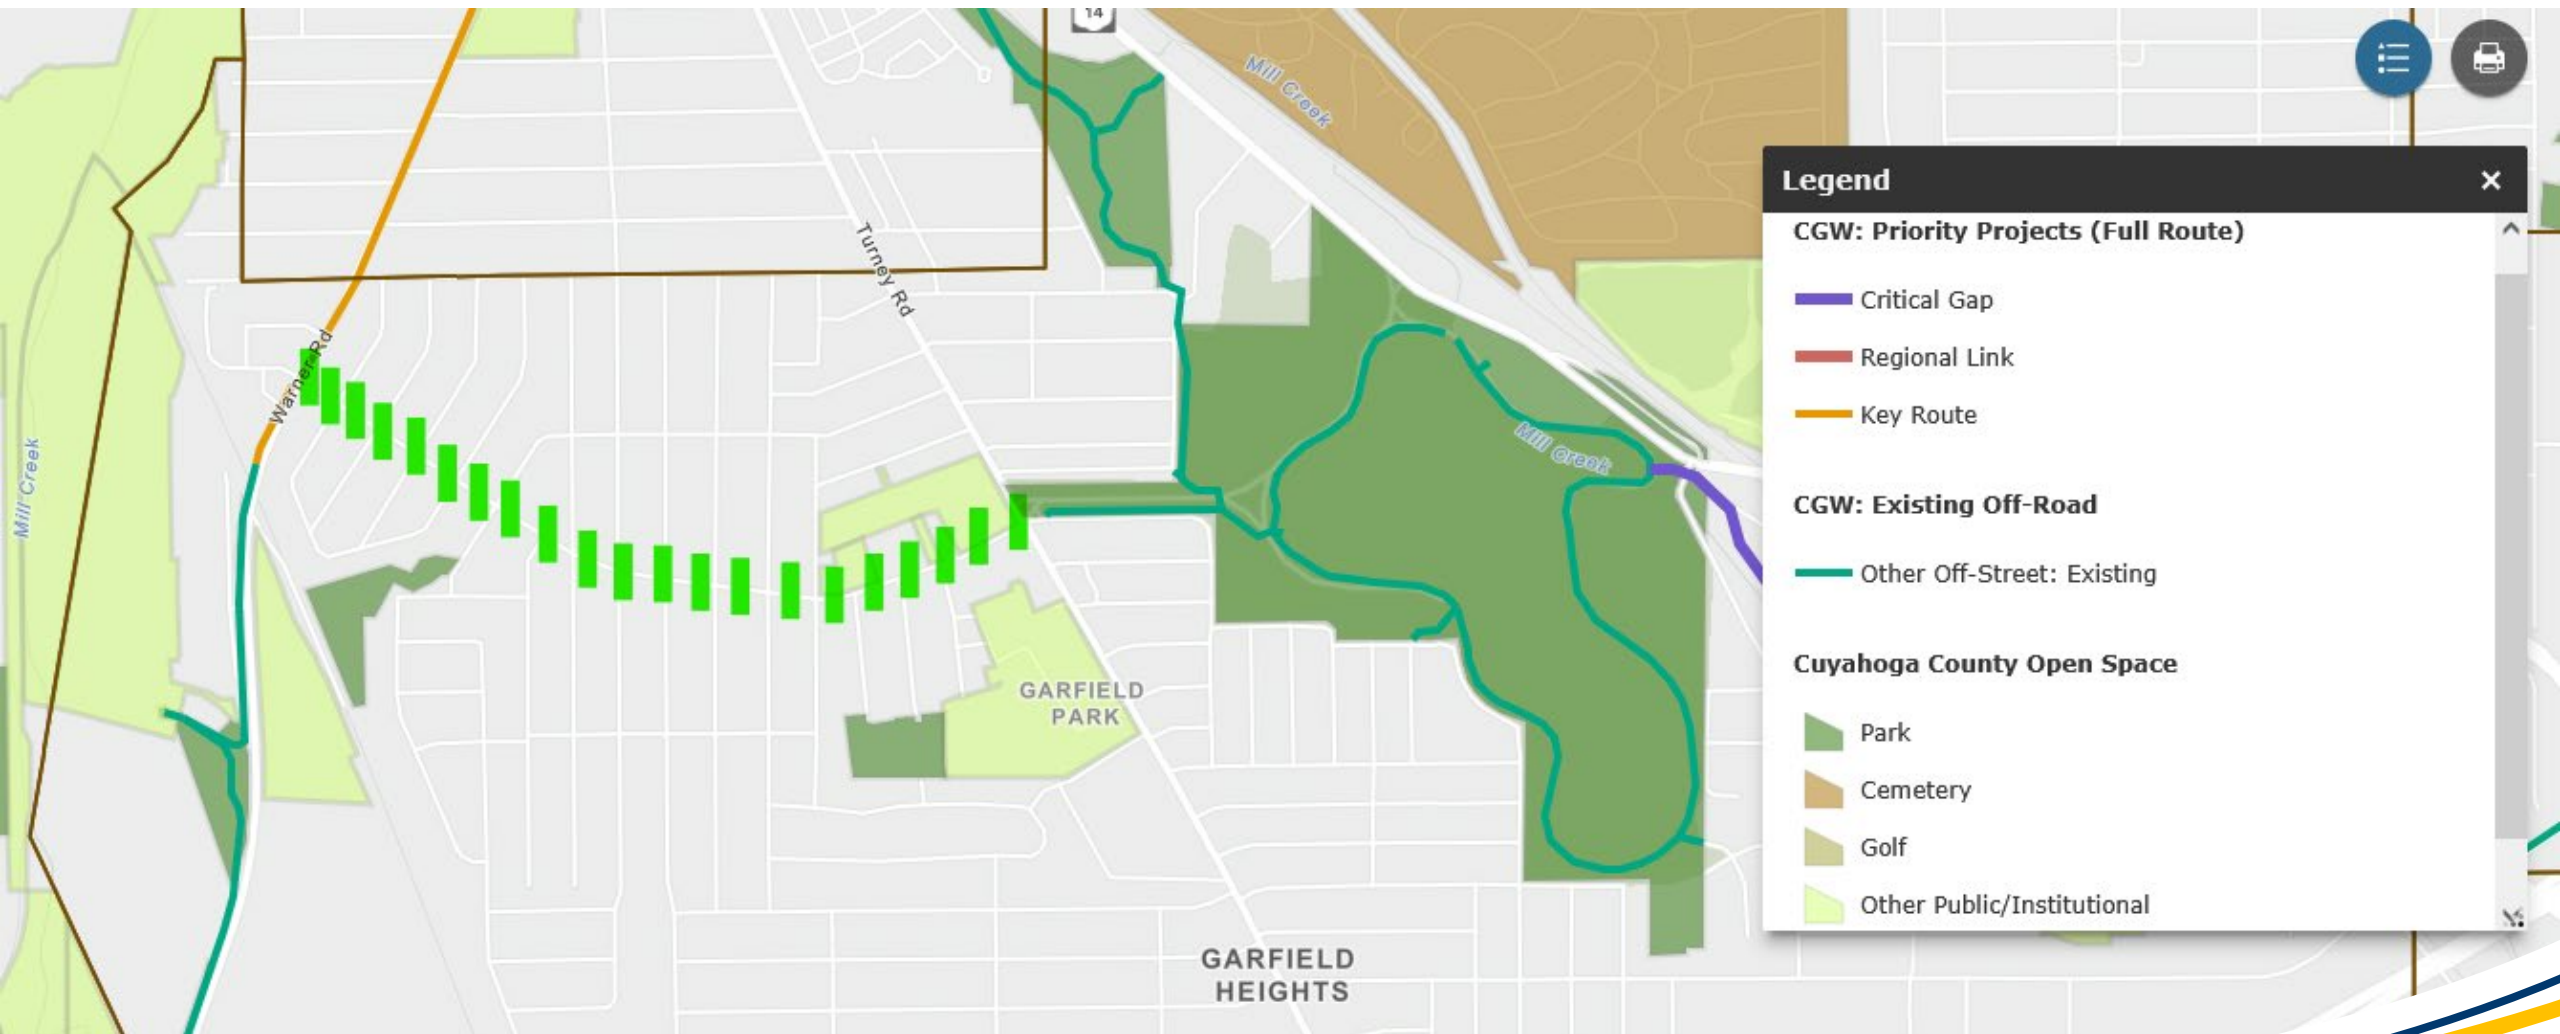 14
Mill Creek
Turney Rd
Warner Rd
Mill Creek
Mill Creek
GARFIELD
PARK
GARFIELD
HEIGHTS
Legend
CGW: Priority Projects (Full Route)
Critical Gap
Regional Link
Key Route
CGW: Existing Off-Road
Other Off-Street: Existing
Cuyahoga County Open Space
Park
Cemetery
Golf
Other Public/Institutional